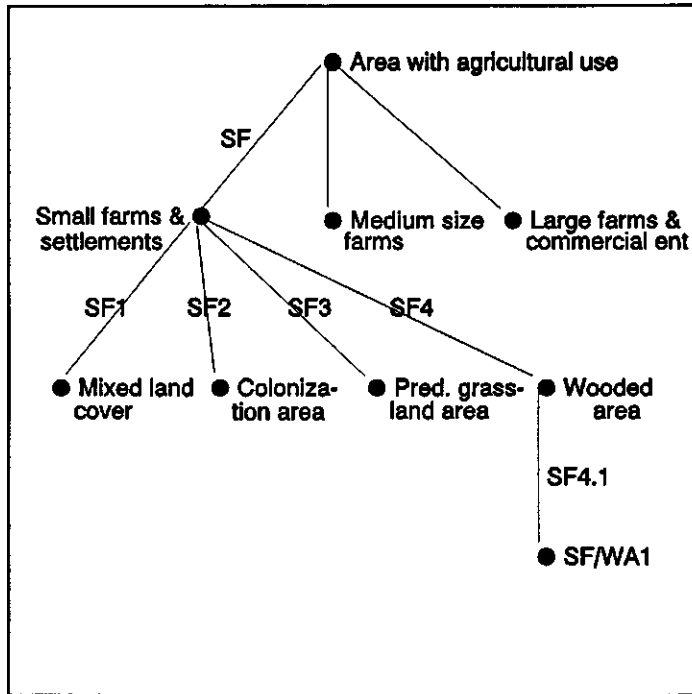 Area with agricultural use
SF
Small farms &
settlements
Medium size
farms
Large farms &
commercial ent
SF1
SF2
SF3
SF4
Mixed land
cover
Coloniza-
tion area
Pred. grass-
land area
Wooded
area
SF4.1
SF/WA1